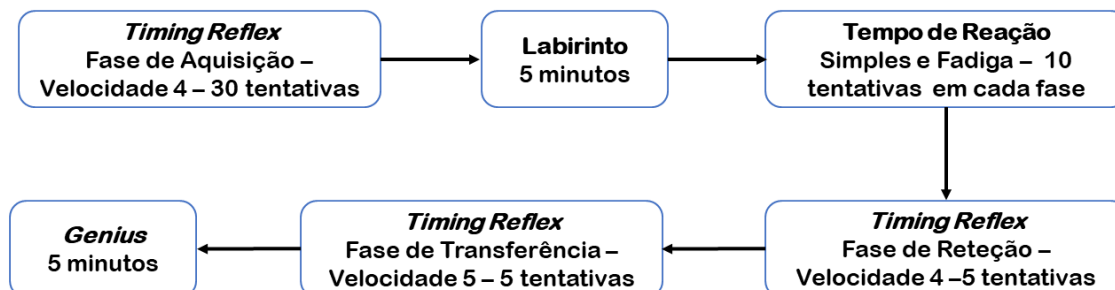 Timing Reflex
Fase de Aquisição –
Velocidade 4 – 30 tentativas
Labirinto
5 minutos
Tempo de Reação
Simples e Fadiga – 10
tentativas em cada fase
Timing Reflex
Fase de Reteção –
Velocidade 4 –5 tentativas
Timing Reflex
Fase de Transferência –
Velocidade 5 – 5 tentativas
Genius
5 minutos